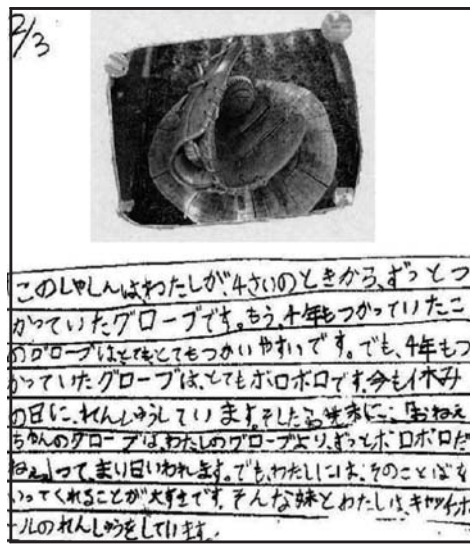 2/3
このしゃしんはわたしが、4さいのときから、ずっとつ
かっていたグローブです。もう、4年もつかっていたこ
のグローブはとてもとてもつかいやすいです。でも、4年もつ
かっていたグローブは、とてもボロボロです。今も休み
の日に、れんしゅうしています。そしたら妹に、「おねえ
ちゃんのグローブは、わたしのグローブより、ずっとボロボロだ
ねぇ。」って、まい日いわれます。でも、わたしには、そのことばを
いってくれることが大すきです。そんな妹とわたしは、キャッチボ
ールのれんしゅうをしています。